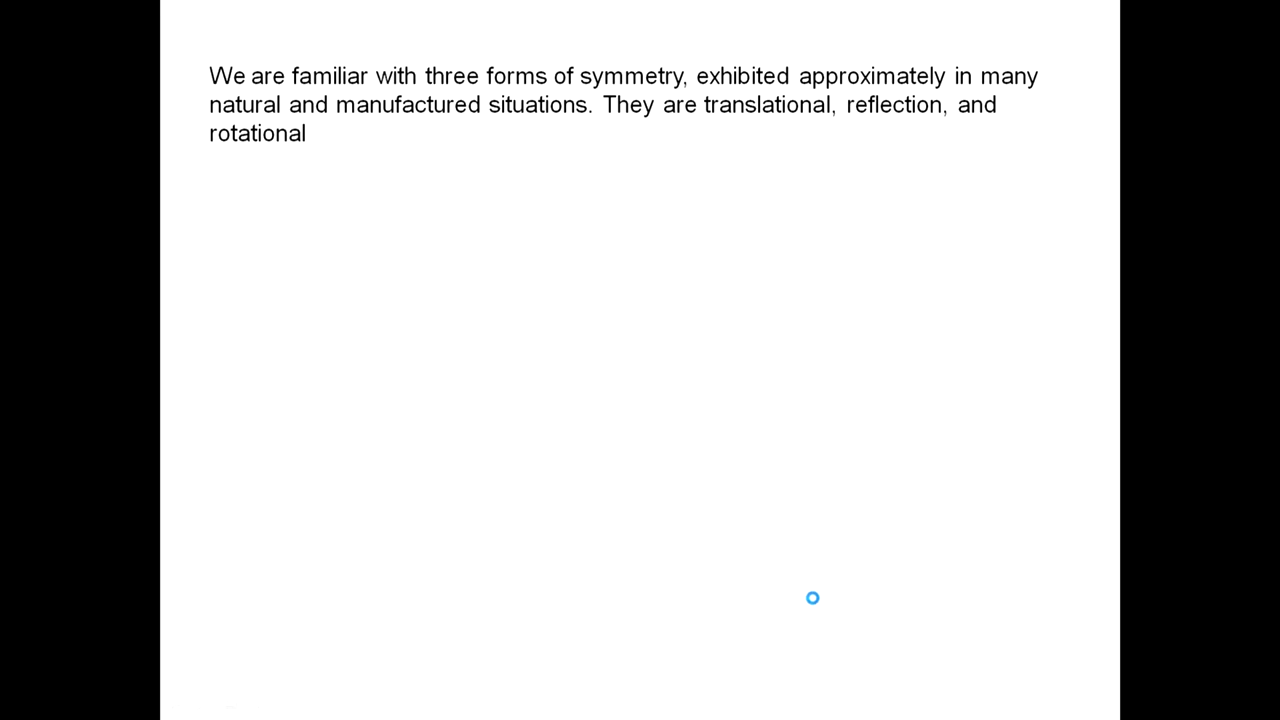 We are familiar with three forms of symmetry, exhibited approximately in many
natural and manufactured situations. They are translational, reflection, and
rotational